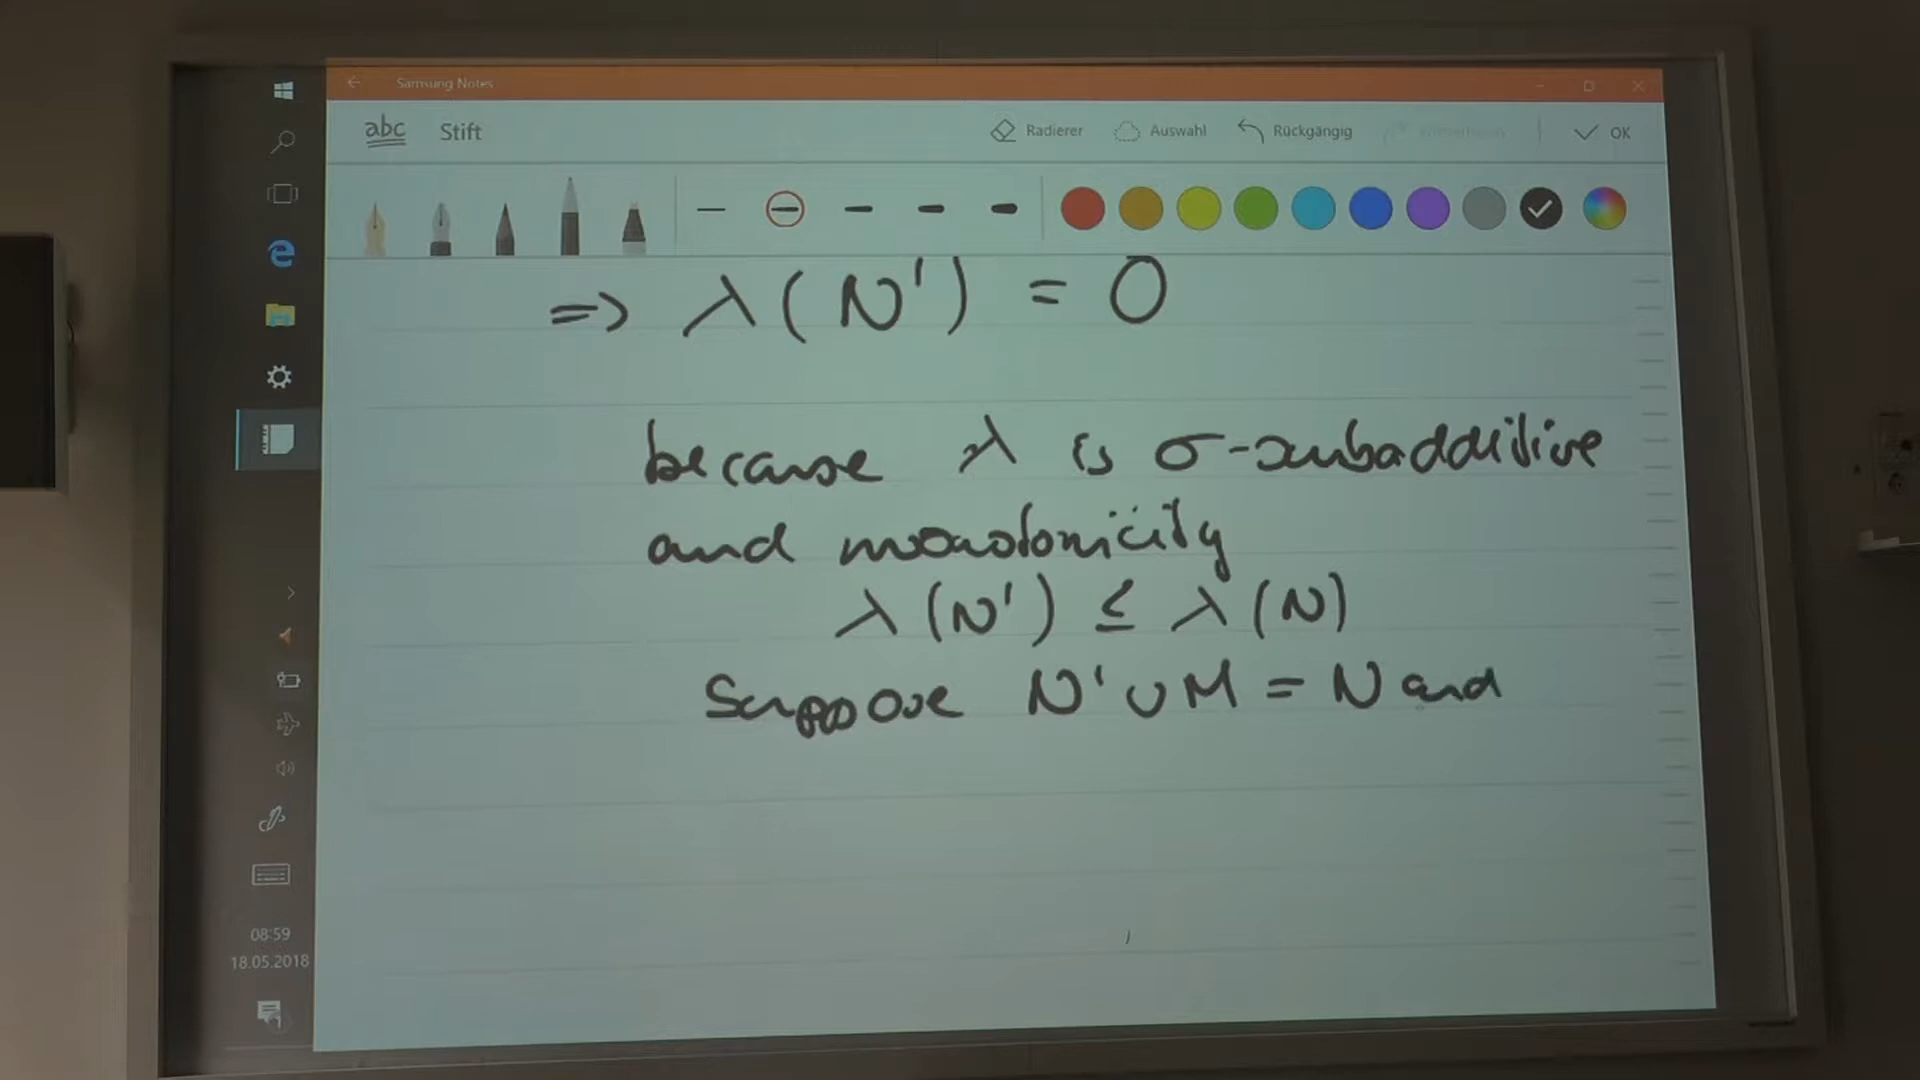 Samsung Notes
abc Stift Radierer Auswahl Rückgängig OK
=> λ(N') = 0
because λ is σ-subadditive
and monotonicity
λ(N') ≤ λ(N)
Suppose N' ∪ M = N and
08:59
18.05.2018